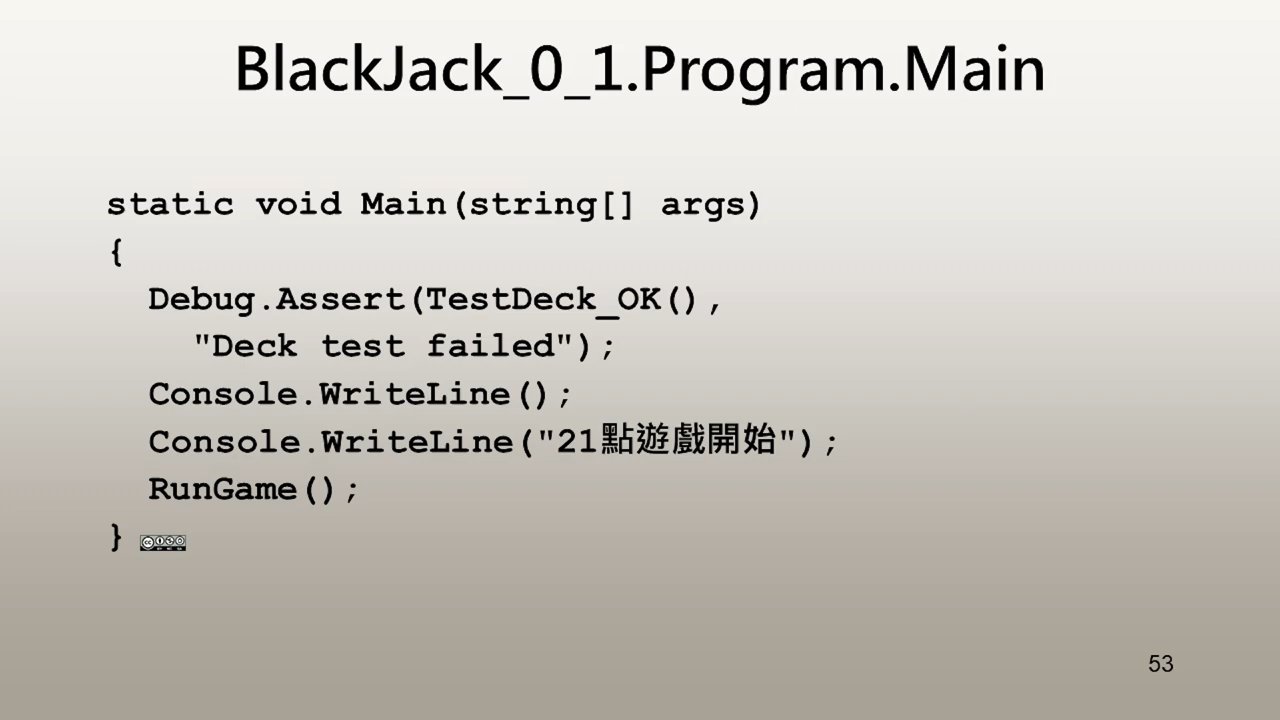 BlackJack_0_1.Program.Main
static void Main(string[] args)
{
Debug.Assert(TestDeck_OK(),
"Deck test failed");
Console.WriteLine();
Console.WriteLine("21點遊戲開始");
RunGame();
}
53